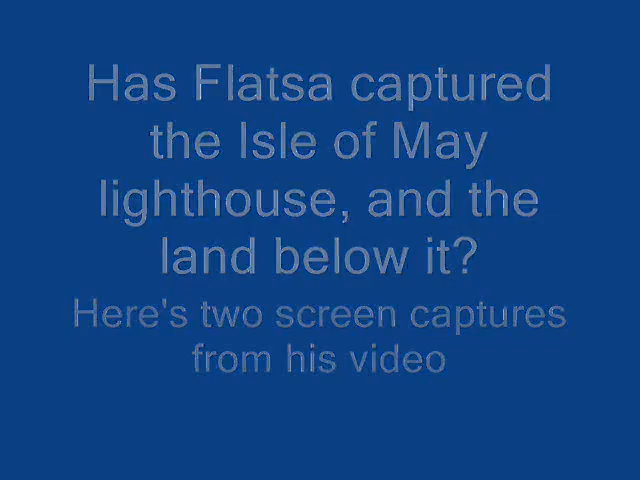 Has Flatsa captured
the Isle of May
lighthouse, and the
land below it?
Here's two screen captures
from his video